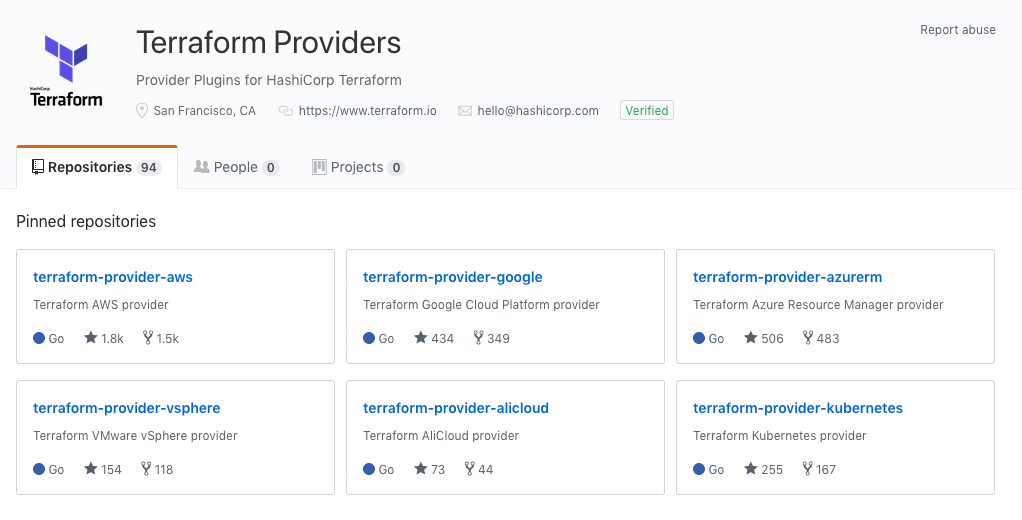 Terraform Providers
Report abuse
Provider Plugins for HashiCorp Terraform
HashiCorp
Terraform
San Francisco, CA https://www.terraform.io hello@hashicorp.com Verified
Repositories 94 People 0 Projects 0
Pinned repositories
terraform-provider-aws
Terraform AWS provider
Go 1.8k 1.5k
terraform-provider-google
Terraform Google Cloud Platform provider
Go 434 349
terraform-provider-azurerm
Terraform Azure Resource Manager provider
Go 506 483
terraform-provider-vsphere
Terraform VMware vSphere provider
Go 154 118
terraform-provider-alicloud
Terraform AliCloud provider
Go 73 44
terraform-provider-kubernetes
Terraform Kubernetes provider
Go 255 167